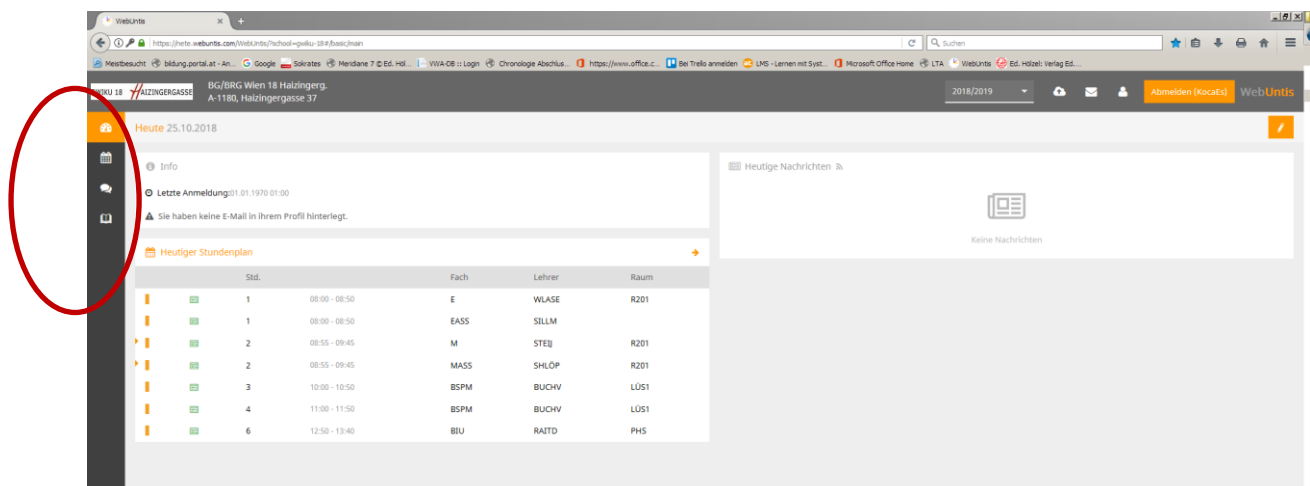 WebUntis
https://nete.webuntis.com/WebUntis/?school=gwiku-18#/basic/main
Suchen
Meistbesucht bildung.portal.at - An... Google Sokrates Meridiane 7 © Ed. Höl... VWA-DB :: Login Chronologie Abschlus... https://www.office.c... Bei Trello anmelden LMS - Lernen mit Syst... Microsoft Office Home LTA WebUntis Ed. Hölzel: Verlag Ed....
GWIKU 18 HAIZINGERGASSE
BG/BRG Wien 18 Haizingerg.
A-1180, Haizingergasse 37
2018/2019
Abmelden (KocaEs)
WebUntis
Heute 25.10.2018
Info
Letzte Anmeldung:01.01.1970 01:00
Sie haben keine E-Mail in ihrem Profil hinterlegt.
Heutige Nachrichten
Keine Nachrichten
Heutiger Stundenplan
Std. Fach Lehrer Raum
1 08:00 - 08:50 E WLASE R201
1 08:00 - 08:50 EASS SILLM
2 08:55 - 09:45 M STEIJ R201
2 08:55 - 09:45 MASS SHLÖP R201
3 10:00 - 10:50 BSPM BUCHV LÜS1
4 11:00 - 11:50 BSPM BUCHV LÜS1
6 12:50 - 13:40 BIU RAITD PHS